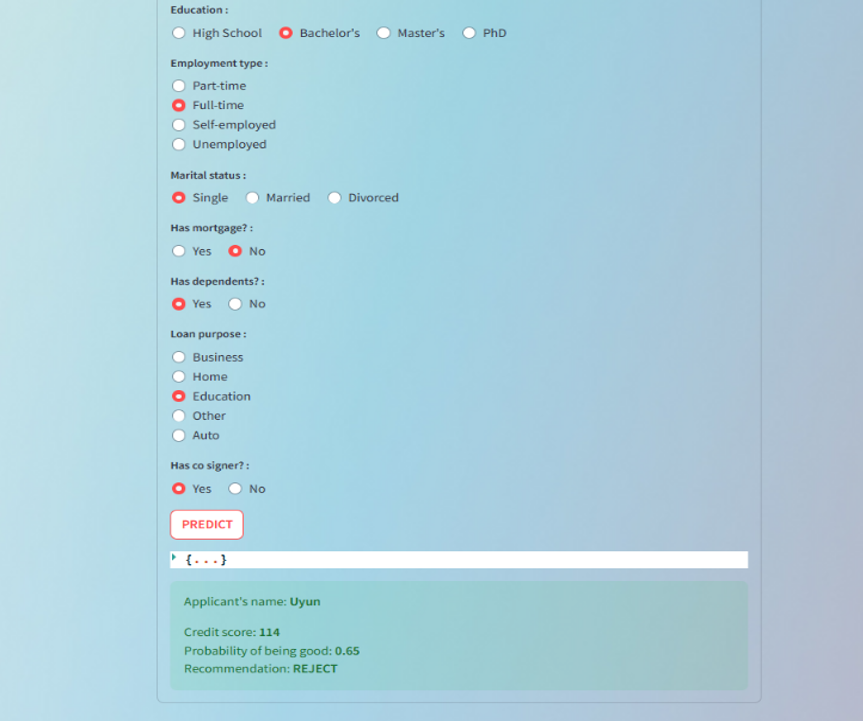 Education :
High School Bachelor's Master's PhD
Employment type :
Part-time
Full-time
Self-employed
Unemployed
Marital status :
Single Married Divorced
Has mortgage? :
Yes No
Has dependents? :
Yes No
Loan purpose :
Business
Home
Education
Other
Auto
Has co signer? :
Yes No
PREDICT
{...}
Applicant's name: Uyun
Credit score: 114
Probability of being good: 0.65
Recommendation: REJECT